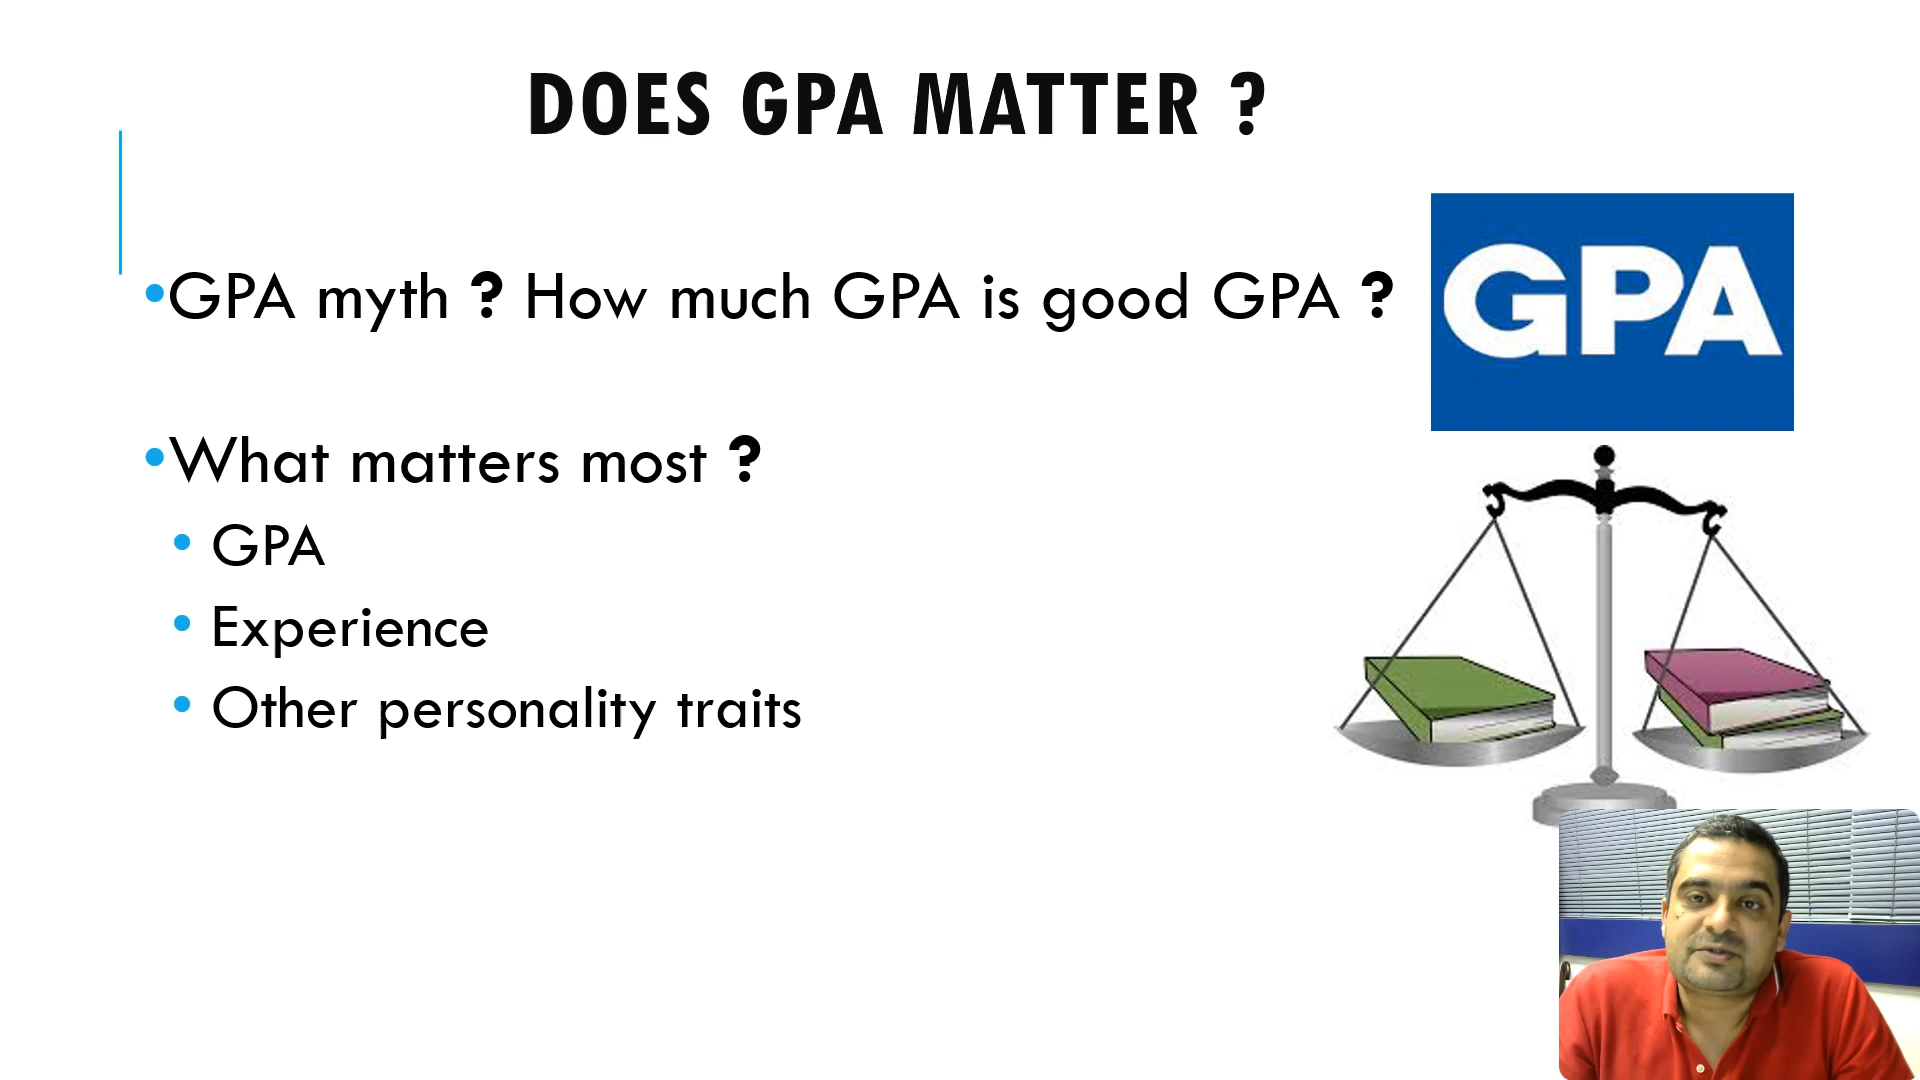 DOES GPA MATTER ?
•GPA myth ? How much GPA is good GPA ?
GPA
•What matters most ?
• GPA
• Experience
• Other personality traits